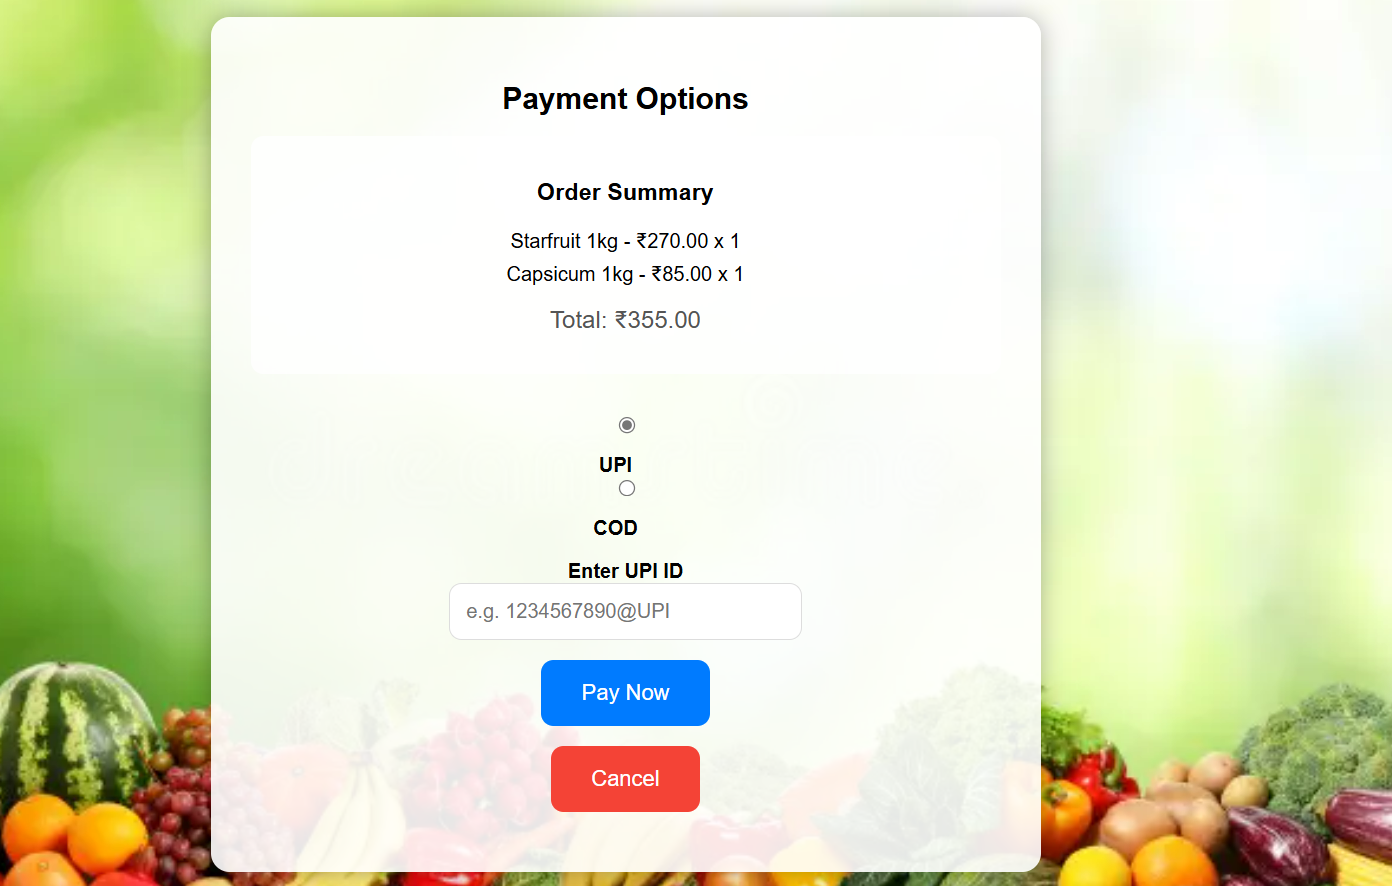 Payment Options
Order Summary
Starfruit 1kg - ₹270.00 x 1
Capsicum 1kg - ₹85.00 x 1
Total: ₹355.00
UPI
COD
Enter UPI ID
e.g. 1234567890@UPI
Pay Now
Cancel